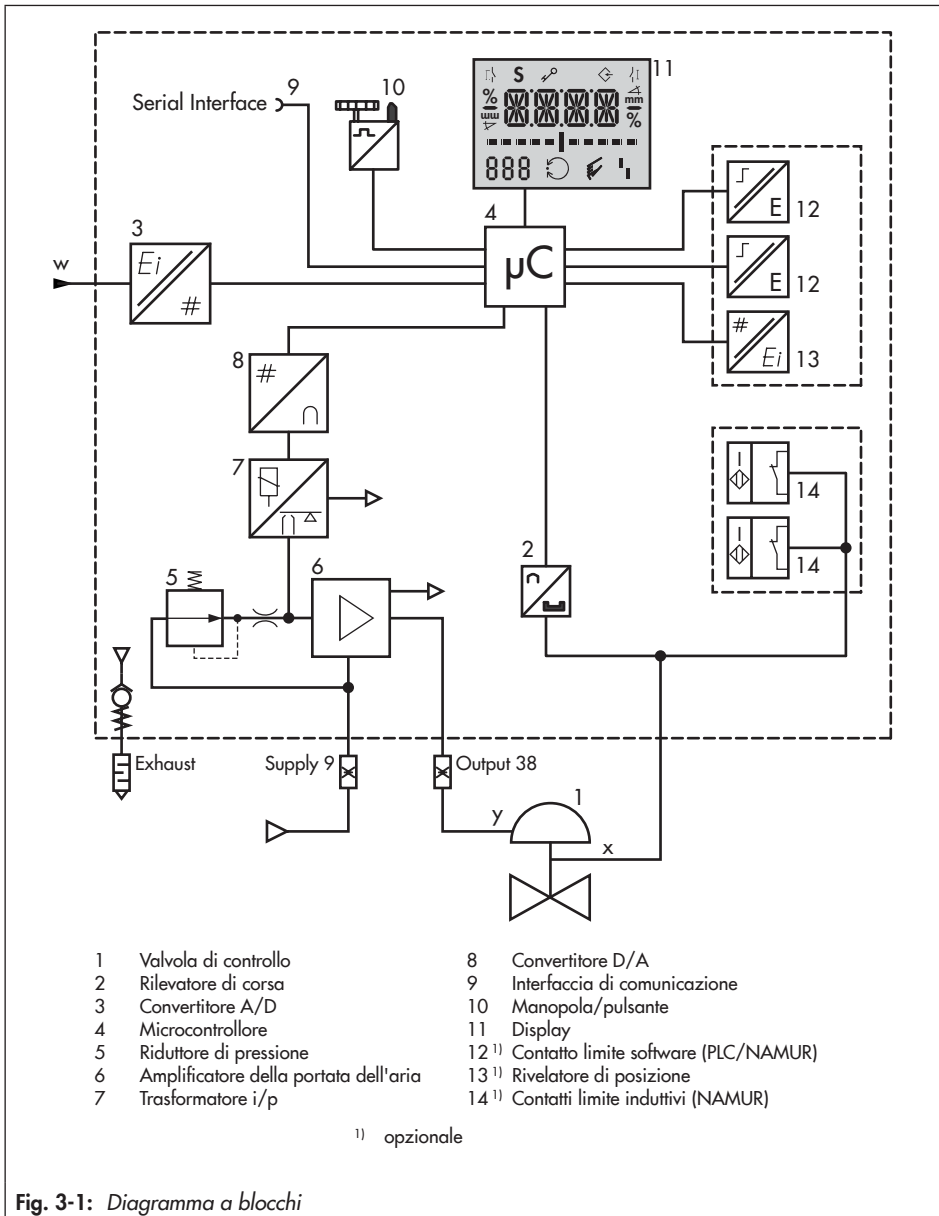 11
S
%
mm
mm
%
888
9
Serial Interface
10
4
µC
E 12
E 12
#
Ei 13
3
w
Ei
#
8
#
7
14
14
2
5
6
Exhaust
Supply 9
Output 38
1
y
x
1 Valvola di controllo
2 Rilevatore di corsa
3 Convertitore A/D
4 Microcontrollore
5 Riduttore di pressione
6 Amplificatore della portata dell'aria
7 Trasformatore i/p
8 Convertitore D/A
9 Interfaccia di comunicazione
10 Manopola/pulsante
11 Display
12 1) Contatto limite software (PLC/NAMUR)
13 1) Rivelatore di posizione
14 1) Contatti limite induttivi (NAMUR)
1) opzionale
Fig. 3-1: Diagramma a blocchi